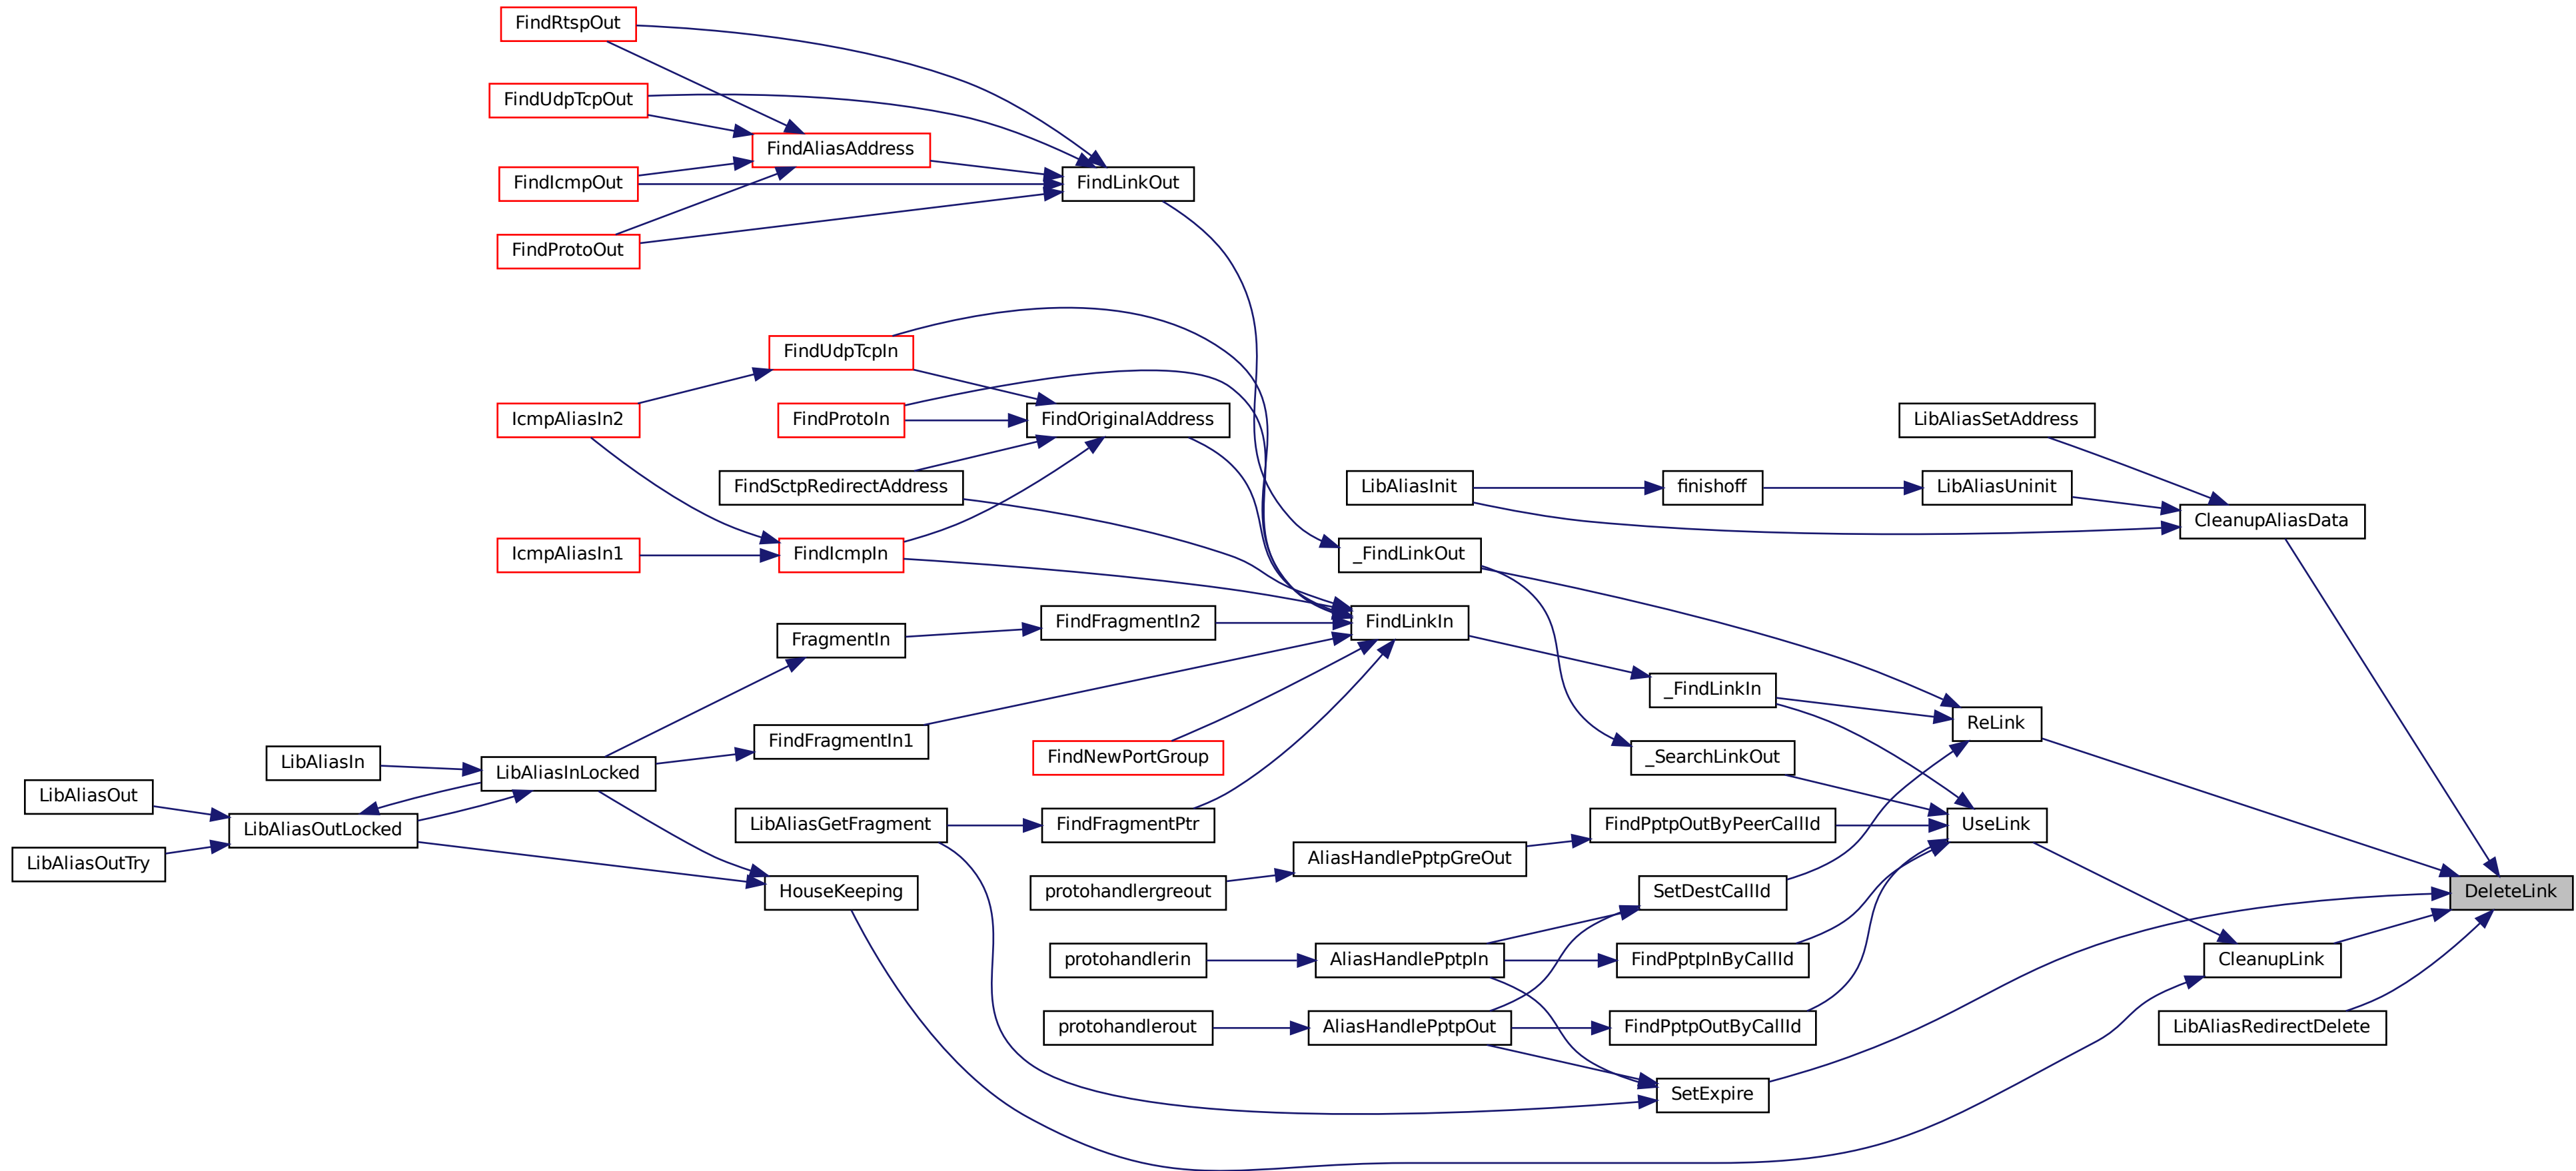 FindRtspOut
FindUdpTcpOut
FindAliasAddress
FindIcmpOut
FindLinkOut
FindProtoOut
FindUdpTcpIn
IcmpAliasIn2
FindProtoIn
FindOriginalAddress
LibAliasSetAddress
FindSctpRedirectAddress
LibAliasInit
finishoff
LibAliasUninit
CleanupAliasData
IcmpAliasIn1
FindIcmpIn
_FindLinkOut
FragmentIn
FindFragmentIn2
FindLinkIn
_FindLinkIn
ReLink
LibAliasIn
LibAliasInLocked
FindFragmentIn1
FindNewPortGroup
_SearchLinkOut
LibAliasOut
LibAliasOutLocked
LibAliasGetFragment
FindFragmentPtr
FindPptpOutByPeerCallId
UseLink
LibAliasOutTry
HouseKeeping
protohandlergreout
AliasHandlePptpGreOut
SetDestCallId
DeleteLink
protohandlerin
AliasHandlePptpIn
FindPptpInByCallId
CleanupLink
protohandlerout
AliasHandlePptpOut
FindPptpOutByCallId
LibAliasRedirectDelete
SetExpire